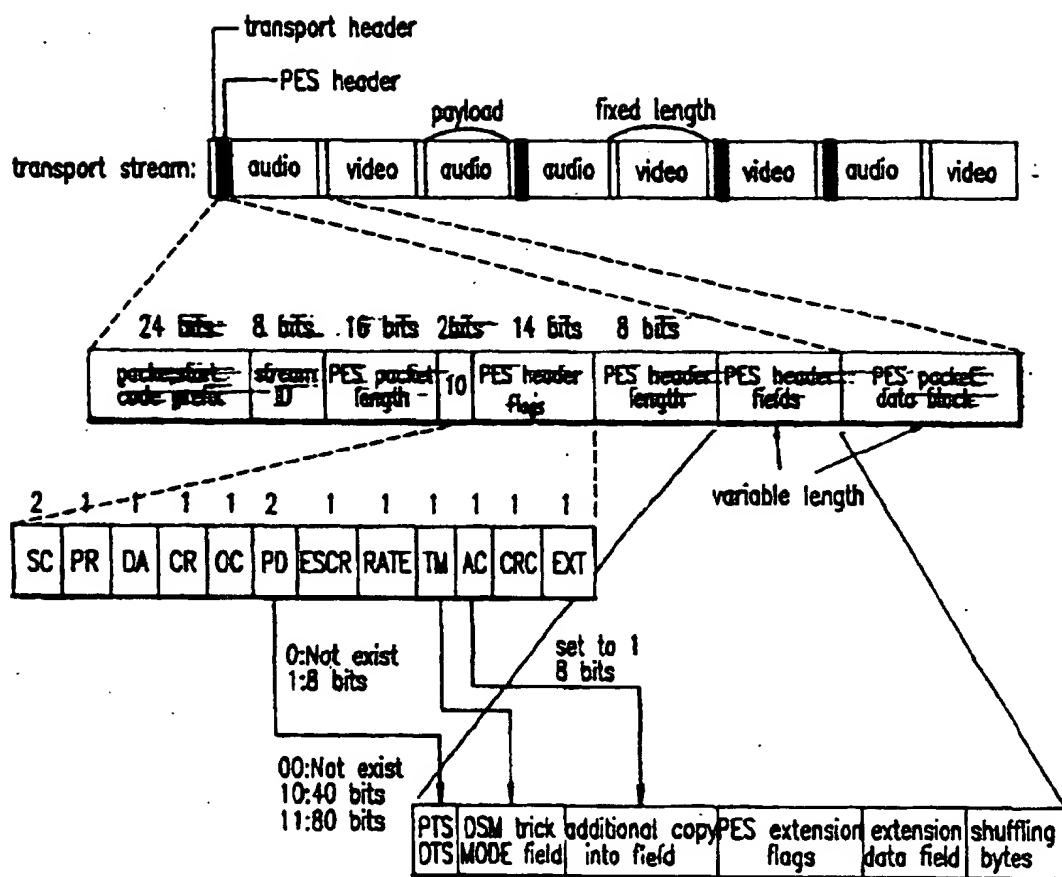 transport header
PES header
payload
fixed length
transport stream:
audio
video
audio
audio
video
video
audio
video
24 bits
8 bits
16 bits
2bits
14 bits
8 bits
packet start code prefix
stream ID
PES packet length
10
PES header flags
PES header length
PES header fields
PES packet data block
variable length
2 1 1 1 1 2 1 1 1 1 1 1
SC PR DA CR OC PD ESCR RATE TM AC CRC EXT
0:Not exist
1:8 bits
set to 1
8 bits
00:Not exist
10:40 bits
11:80 bits
PTS
DTS
DSM trick
MODE field
additional copy
into field
PES extension
flags
extension
data field
shuffling
bytes